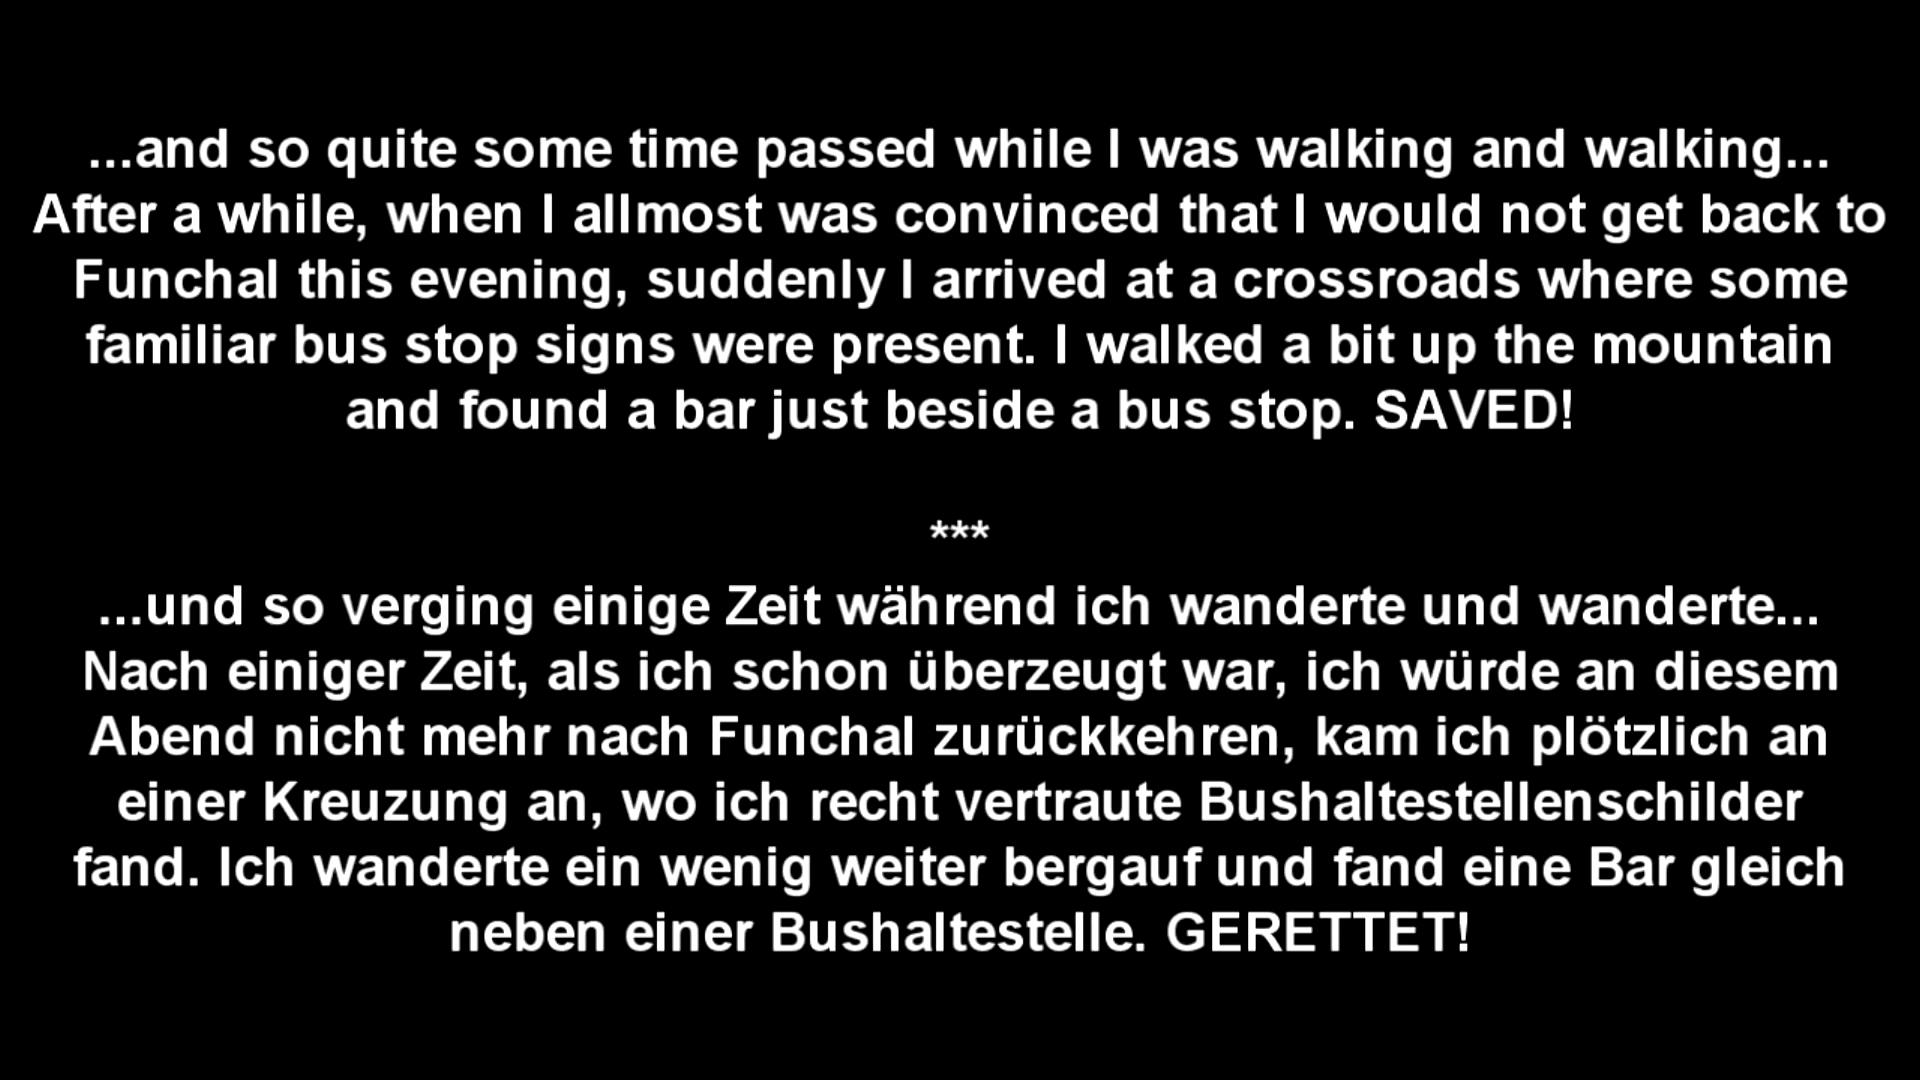 ...and so quite some time passed while I was walking and walking...
After a while, when I allmost was convinced that I would not get back to
Funchal this evening, suddenly I arrived at a crossroads where some
familiar bus stop signs were present. I walked a bit up the mountain
and found a bar just beside a bus stop. SAVED!
***
...und so verging einige Zeit während ich wanderte und wanderte...
Nach einiger Zeit, als ich schon überzeugt war, ich würde an diesem
Abend nicht mehr nach Funchal zurückkehren, kam ich plötzlich an
einer Kreuzung an, wo ich recht vertraute Bushaltestellenschilder
fand. Ich wanderte ein wenig weiter bergauf und fand eine Bar gleich
neben einer Bushaltestelle. GERETTET!